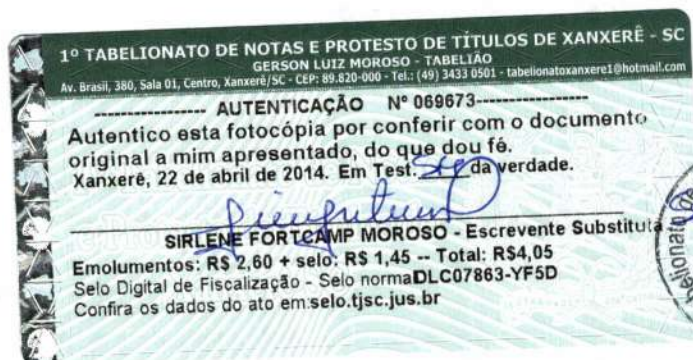 1º TABELIONATO DE NOTAS E PROTESTO DE TÍTULOS DE XANXERÊ - SC
GERSON LUIZ MOROSO - TABELIÃO
Av. Brasil, 380, Sala 01, Centro, Xanxerê/SC - CEP: 89.820-000 - Tel.: (49) 3433 0501 - tabelionatoxanxere1@hotmail.com
----------------- AUTENTICAÇÃO Nº 069673-----------------
Autentico esta fotocópia por conferir com o documento
original a mim apresentado, do que dou fé.
Xanxerê, 22 de abril de 2014. Em Test. da verdade.
SIRLENE FORTCAMP MOROSO - Escrevente Substituta
Emolumentos: R$ 2,60 + selo: R$ 1,45 -- Total: R$4,05
Selo Digital de Fiscalização - Selo normaDLC07863-YF5D
Confira os dados do ato em:selo.tjsc.jus.br